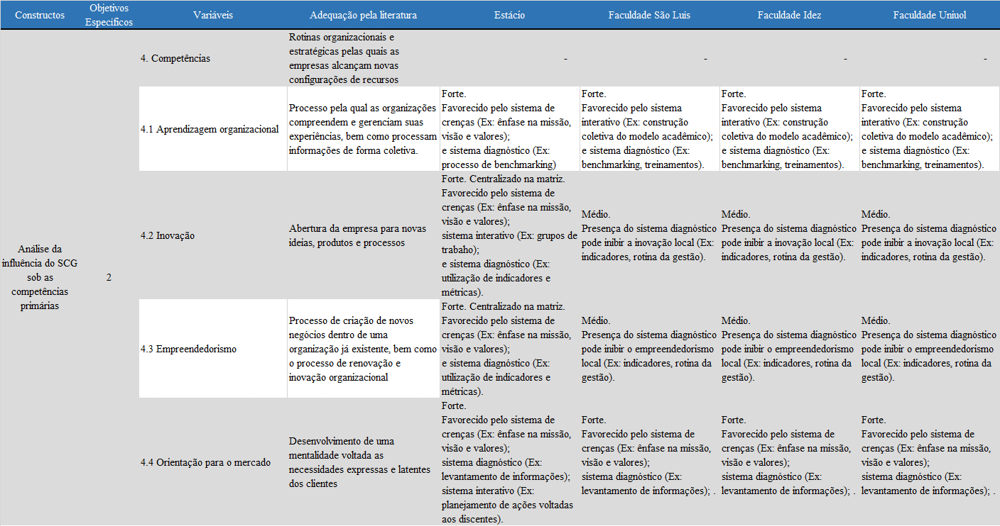 Constructos
Objetivos
Específicos
Variáveis
Adequação pela literatura
Estácio
Faculdade São Luis
Faculdade Idez
Faculdade Uniuol
Análise da
influência do SCG
sob as
competências
primárias
2
4. Competências
Rotinas organizacionais e
estratégicas pelas quais as
empresas alcançam novas
configurações de recursos
-
-
-
-
4.1 Aprendizagem organizacional
Processo pela qual as organizações
compreendem e gerenciam suas
experiências, bem como processam
informações de forma coletiva.
Forte.
Favorecido pelo sistema de
crenças (Ex: ênfase na missão,
visão e valores);
e sistema diagnóstico (Ex:
processo de benchmarking)
Forte.
Favorecido pelo sistema
interativo (Ex: construção
coletiva do modelo acadêmico);
e sistema diagnóstico (Ex:
benchmarking, treinamentos).
Forte.
Favorecido pelo sistema
interativo (Ex: construção
coletiva do modelo acadêmico);
e sistema diagnóstico (Ex:
benchmarking, treinamentos).
Forte.
Favorecido pelo sistema
interativo (Ex: construção
coletiva do modelo acadêmico);
e sistema diagnóstico (Ex:
benchmarking, treinamentos).
4.2 Inovação
Abertura da empresa para novas
ideias, produtos e processos
Forte. Centralizado na matriz.
Favorecido pelo sistema de
crenças (Ex: ênfase na missão,
visão e valores);
sistema interativo (Ex: grupos de
trabaho);
e sistema diagnóstico (Ex:
utilização de indicadores e
métricas).
Médio.
Presença do sistema diagnóstico
pode inibir a inovação local (Ex:
indicadores, rotina da gestão).
Médio.
Presença do sistema diagnóstico
pode inibir a inovação local (Ex:
indicadores, rotina da gestão).
Médio.
Presença do sistema diagnóstico
pode inibir a inovação local (Ex:
indicadores, rotina da gestão).
4.3 Empreendedorismo
Processo de criação de novos
negócios dentro de uma
organização já existente, bem como
o processo de renovação e
inovação organizacional
Forte. Centralizado na matriz.
Favorecido pelo sistema de
crenças (Ex: ênfase na missão,
visão e valores);
e sistema diagnóstico (Ex:
utilização de indicadores e
métricas).
Médio.
Presença do sistema diagnóstico
pode inibir o empreendedorismo
local (Ex: indicadores, rotina da
gestão).
Médio.
Presença do sistema diagnóstico
pode inibir o empreendedorismo
local (Ex: indicadores, rotina da
gestão).
Médio.
Presença do sistema diagnóstico
pode inibir o empreendedorismo
local (Ex: indicadores, rotina da
gestão).
4.4 Orientação para o mercado
Desenvolvimento de uma
mentalidade voltada as
necessidades expressas e latentes
dos clientes
Forte.
Favorecido pelo sistema de
crenças (Ex: ênfase na missão,
visão e valores);
sistema diagnóstico (Ex:
levantamento de informações);
sistema interativo (Ex:
planejamento de ações voltadas
aos discentes).
Forte.
Favorecido pelo sistema de
crenças (Ex: ênfase na missão,
visão e valores);
sistema diagnóstico (Ex:
levantamento de informações); .
Forte.
Favorecido pelo sistema de
crenças (Ex: ênfase na missão,
visão e valores);
sistema diagnóstico (Ex:
levantamento de informações); .
Forte.
Favorecido pelo sistema de
crenças (Ex: ênfase na missão,
visão e valores);
sistema diagnóstico (Ex:
levantamento de informações); .